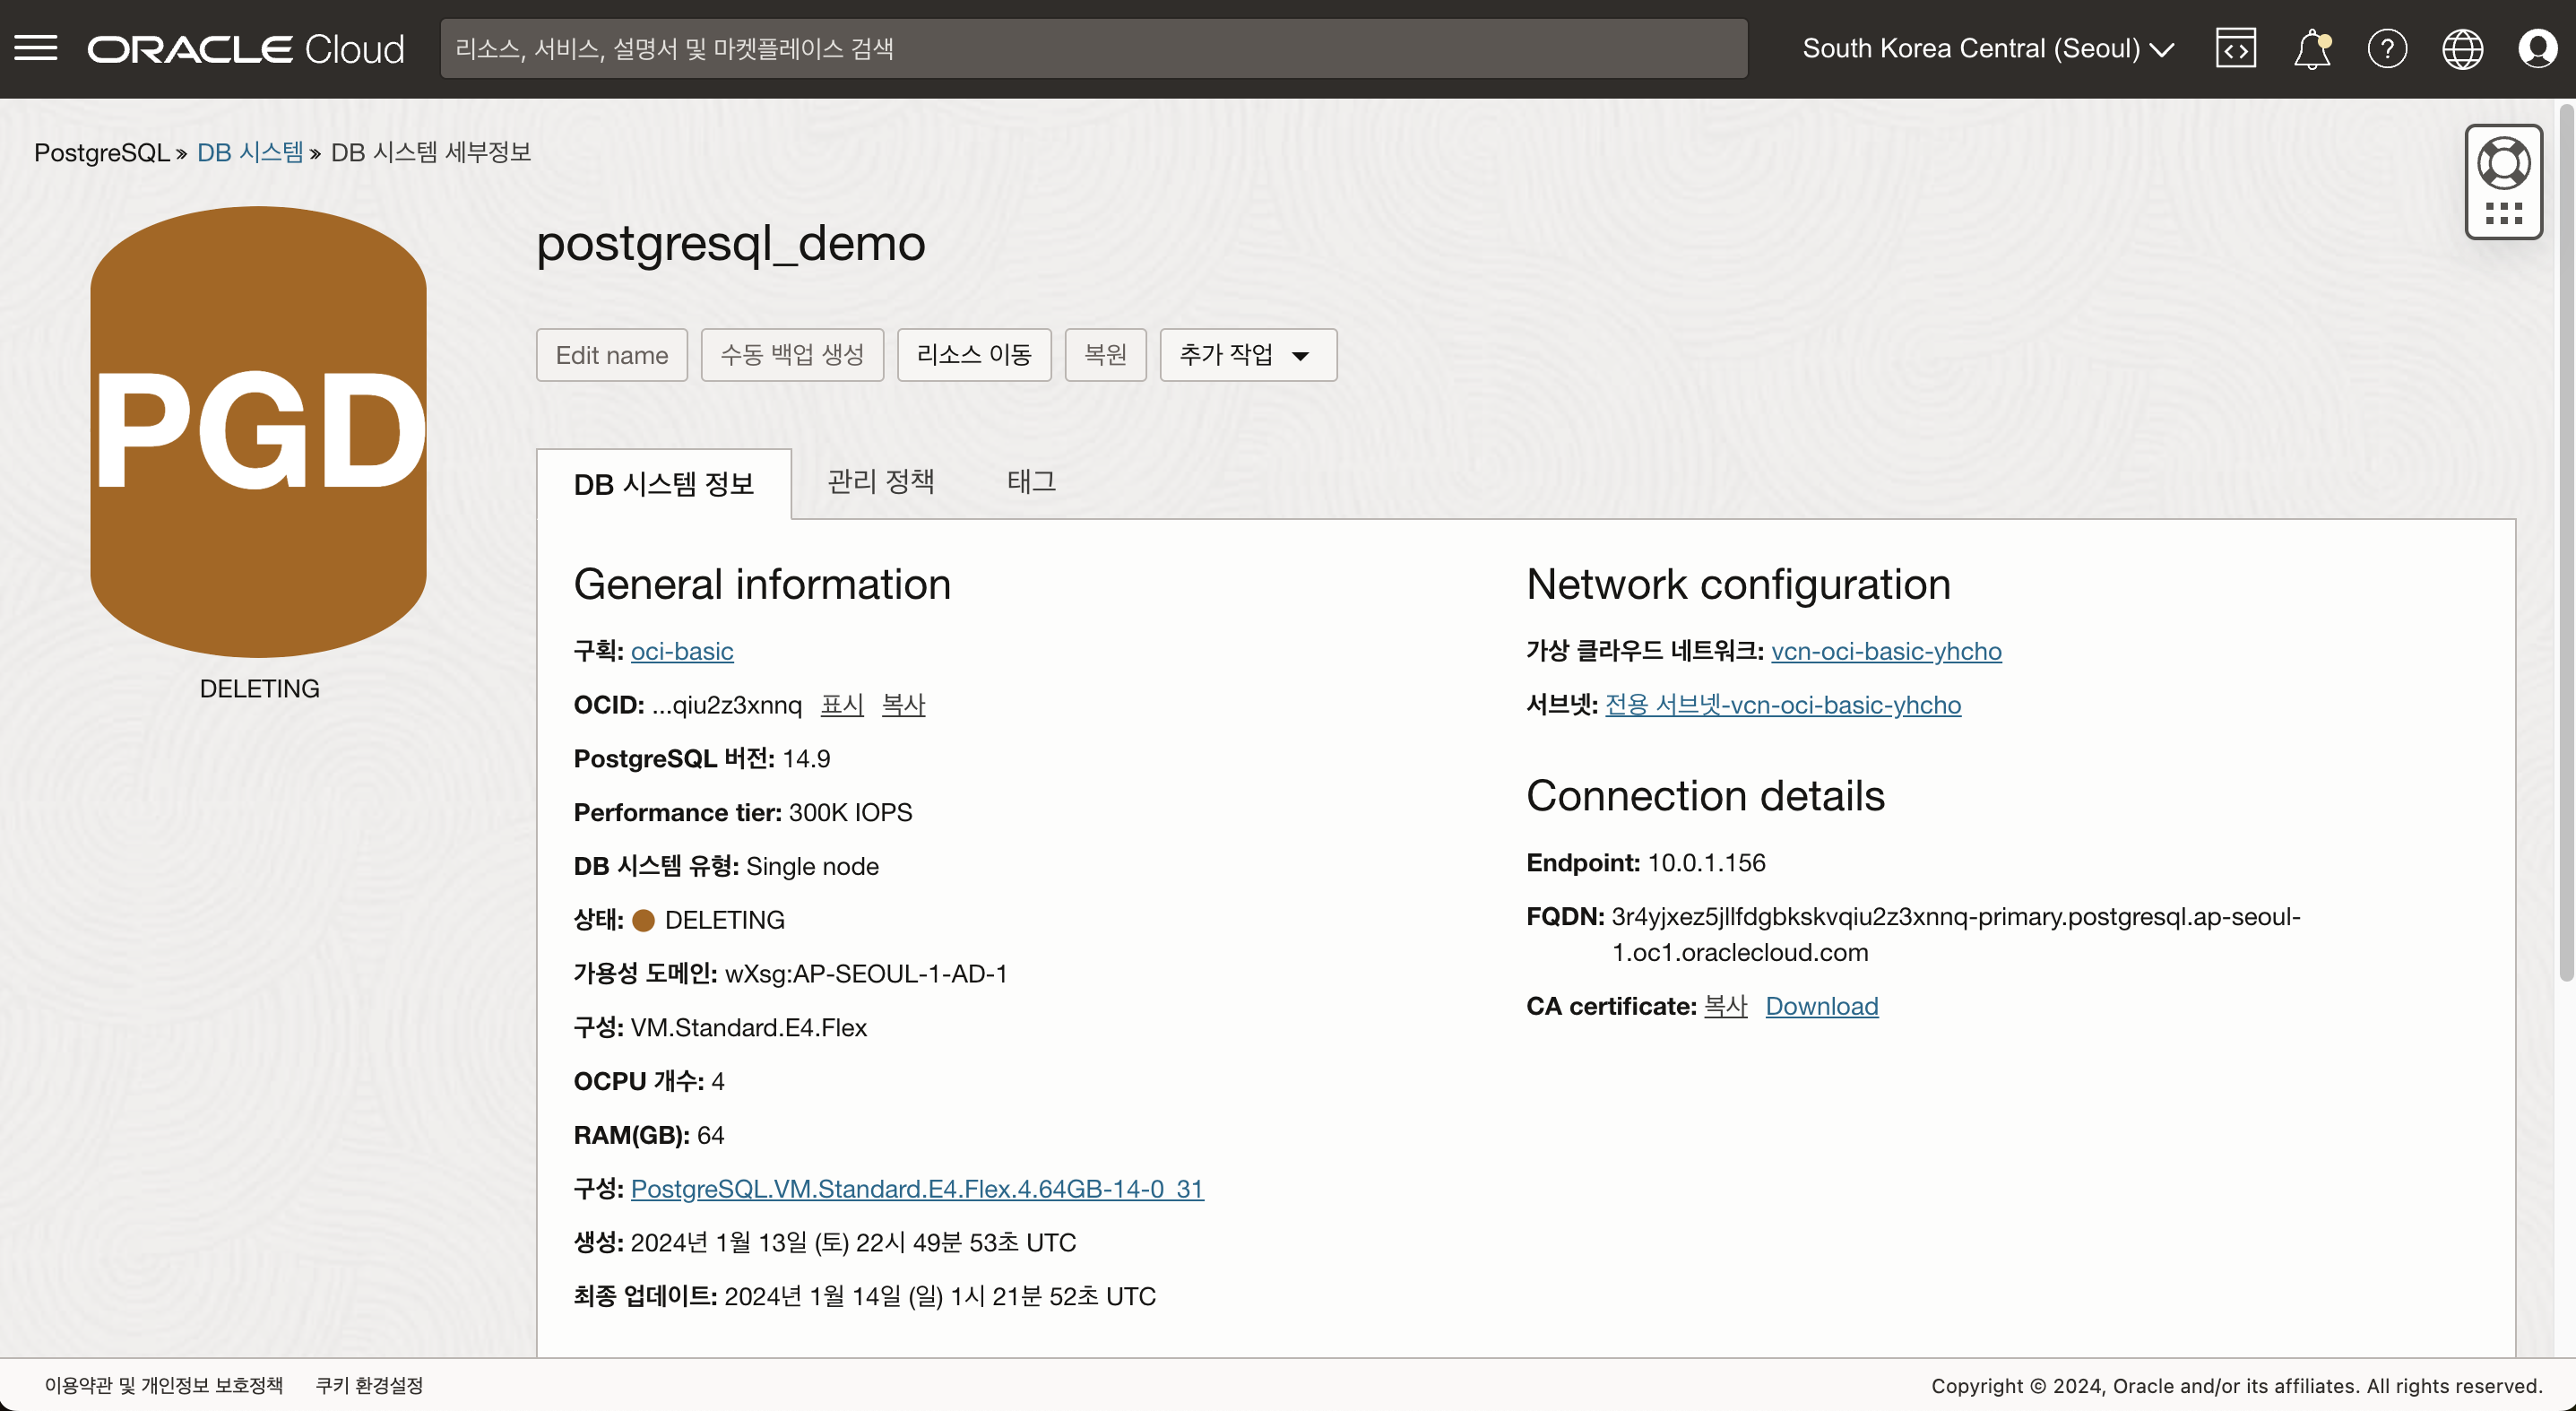 ORACLE Cloud
리소스, 서비스, 설명서 및 마켓플레이스 검색
South Korea Central (Seoul)
PostgreSQL » DB 시스템 » DB 시스템 세부정보
PGD
DELETING
postgresql_demo
Edit name 수동 백업 생성 리소스 이동 복원 추가 작업
DB 시스템 정보 관리 정책 태그
General information
구획: oci-basic
OCID: ...qiu2z3xnnq 표시 복사
PostgreSQL 버전: 14.9
Performance tier: 300K IOPS
DB 시스템 유형: Single node
상태: DELETING
가용성 도메인: wXsg:AP-SEOUL-1-AD-1
구성: VM.Standard.E4.Flex
OCPU 개수: 4
RAM(GB): 64
구성: PostgreSQL.VM.Standard.E4.Flex.4.64GB-14-0_31
생성: 2024년 1월 13일 (토) 22시 49분 53초 UTC
최종 업데이트: 2024년 1월 14일 (일) 1시 21분 52초 UTC
Network configuration
가상 클라우드 네트워크: vcn-oci-basic-yhcho
서브넷: 전용 서브넷-vcn-oci-basic-yhcho
Connection details
Endpoint: 10.0.1.156
FQDN: 3r4yjxez5jllfdgbkskvqiu2z3xnnq-primary.postgresql.ap-seoul-
1.oc1.oraclecloud.com
CA certificate: 복사 Download
이용약관 및 개인정보 보호정책 쿠키 환경설정
Copyright © 2024, Oracle and/or its affiliates. All rights reserved.